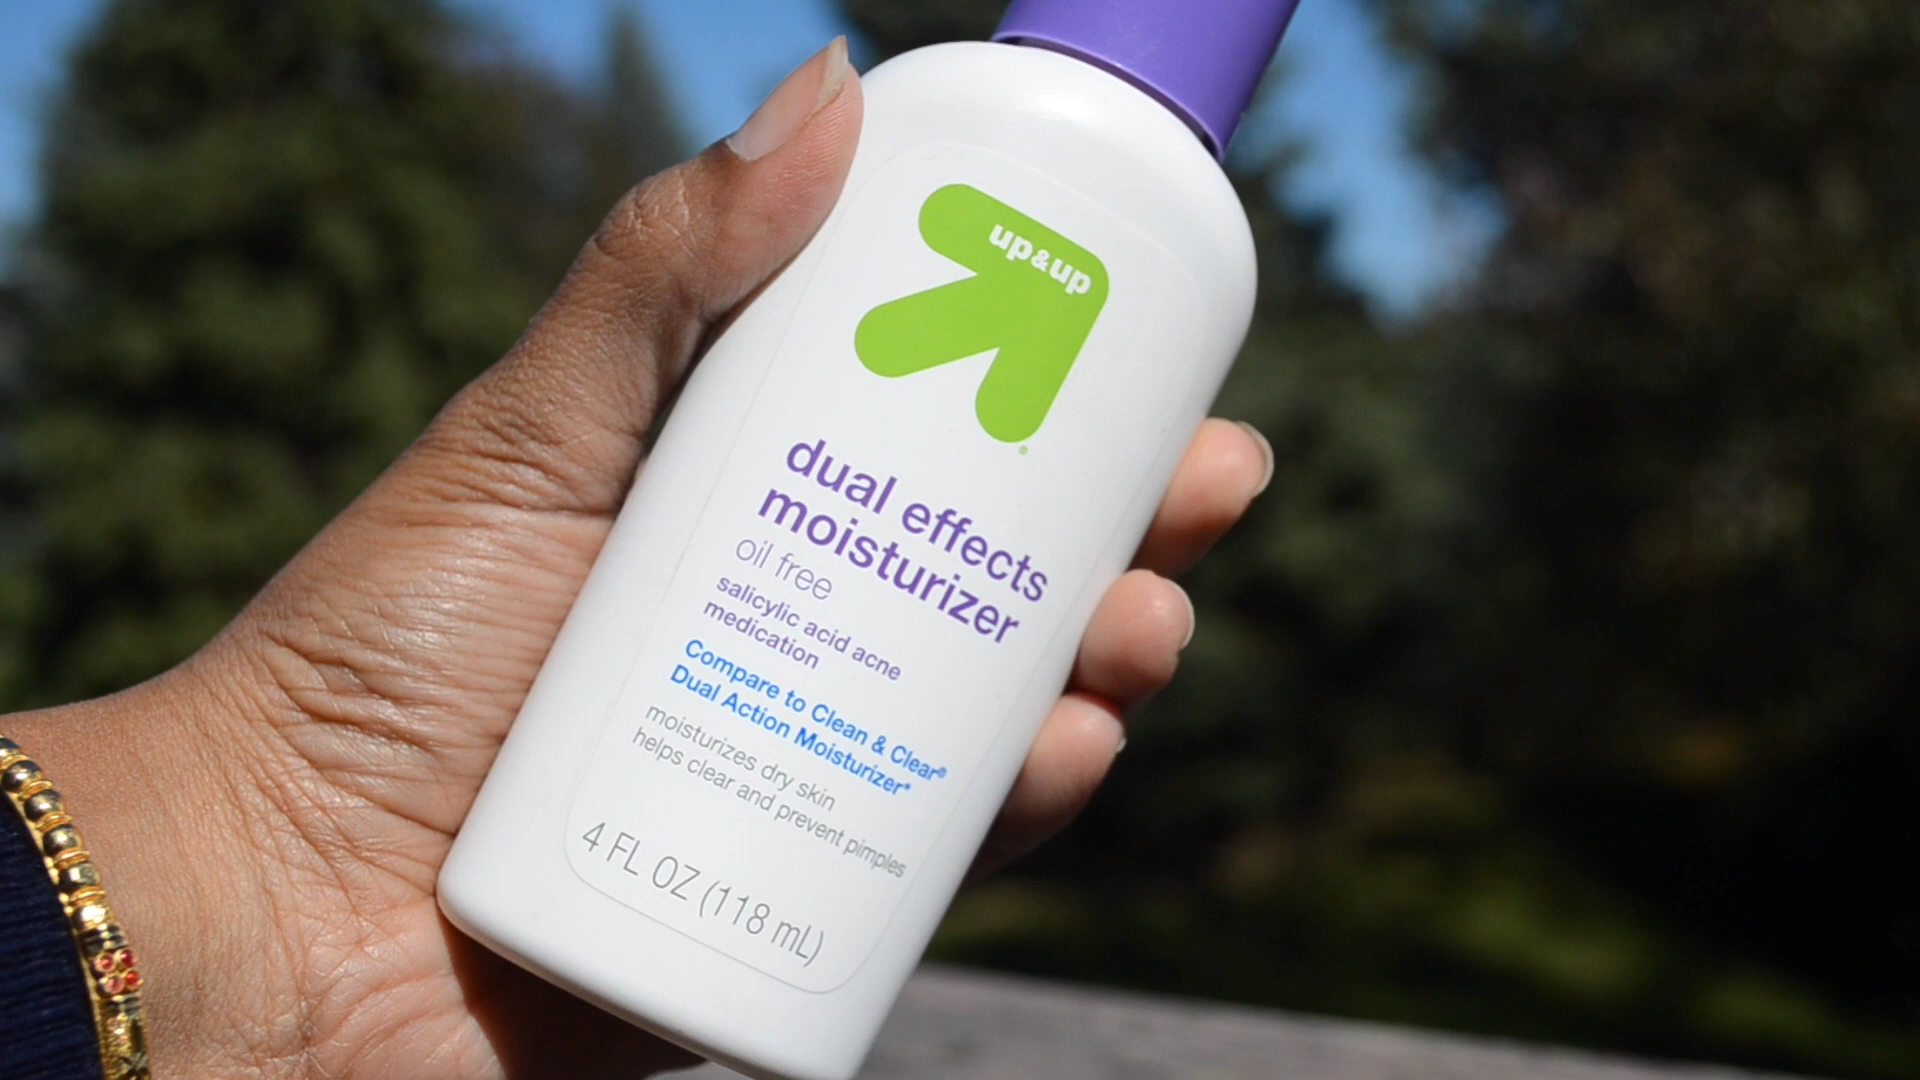 up&up
dual effects
moisturizer
oil free
salicylic acid acne
medication
Compare to Clean & Clear®
Dual Action Moisturizer*
moisturizes dry skin
helps clear and prevent pimples
4 FL OZ (118 mL)